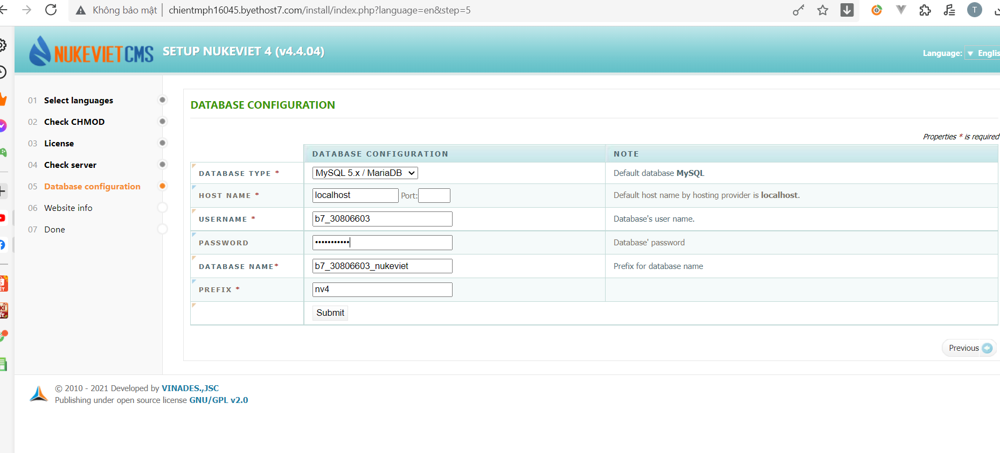 Không bảo mật chientmph16045.byethost7.com/install/index.php?language=en&step=5
T
NUKEVIET CMS SETUP NUKEVIET 4 (v4.4.04)
Language: Englis
01 Select languages
02 Check CHMOD
03 License
04 Check server
05 Database configuration
06 Website info
07 Done
DATABASE CONFIGURATION
Properties * is required
DATABASE CONFIGURATION NOTE
DATABASE TYPE * MySQL 5.x / MariaDB Default database MySQL
HOST NAME * localhost Port: Default host name by hosting provider is localhost.
USERNAME * b7_30806603 Database's user name.
PASSWORD ••••••••••• Database' password
DATABASE NAME* b7_30806603_nukeviet Prefix for database name
PREFIX * nv4
Submit
Previous
© 2010 - 2021 Developed by VINADES.,JSC
Publishing under open source license GNU/GPL v2.0